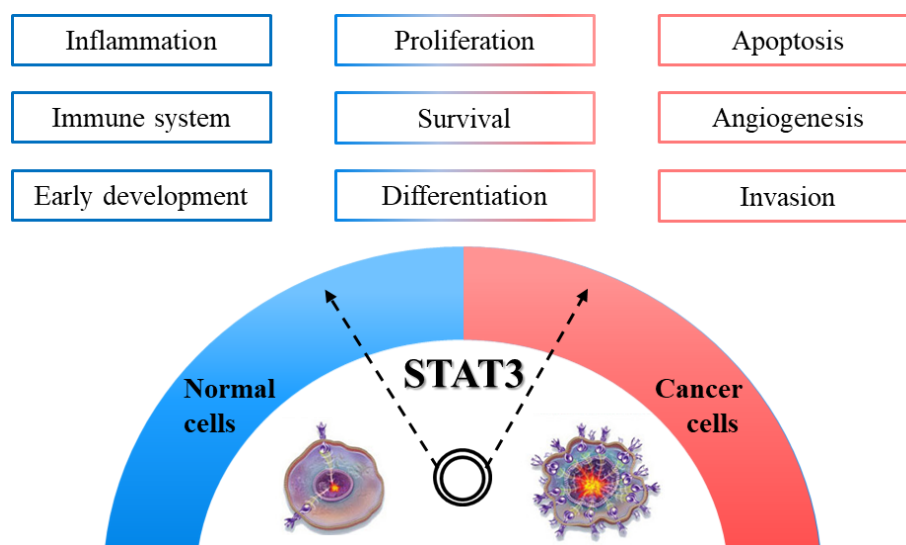 Inflammation
Proliferation
Apoptosis
Immune system
Survival
Angiogenesis
Early development
Differentiation
Invasion
STAT3
Normal
cells
Cancer
cells